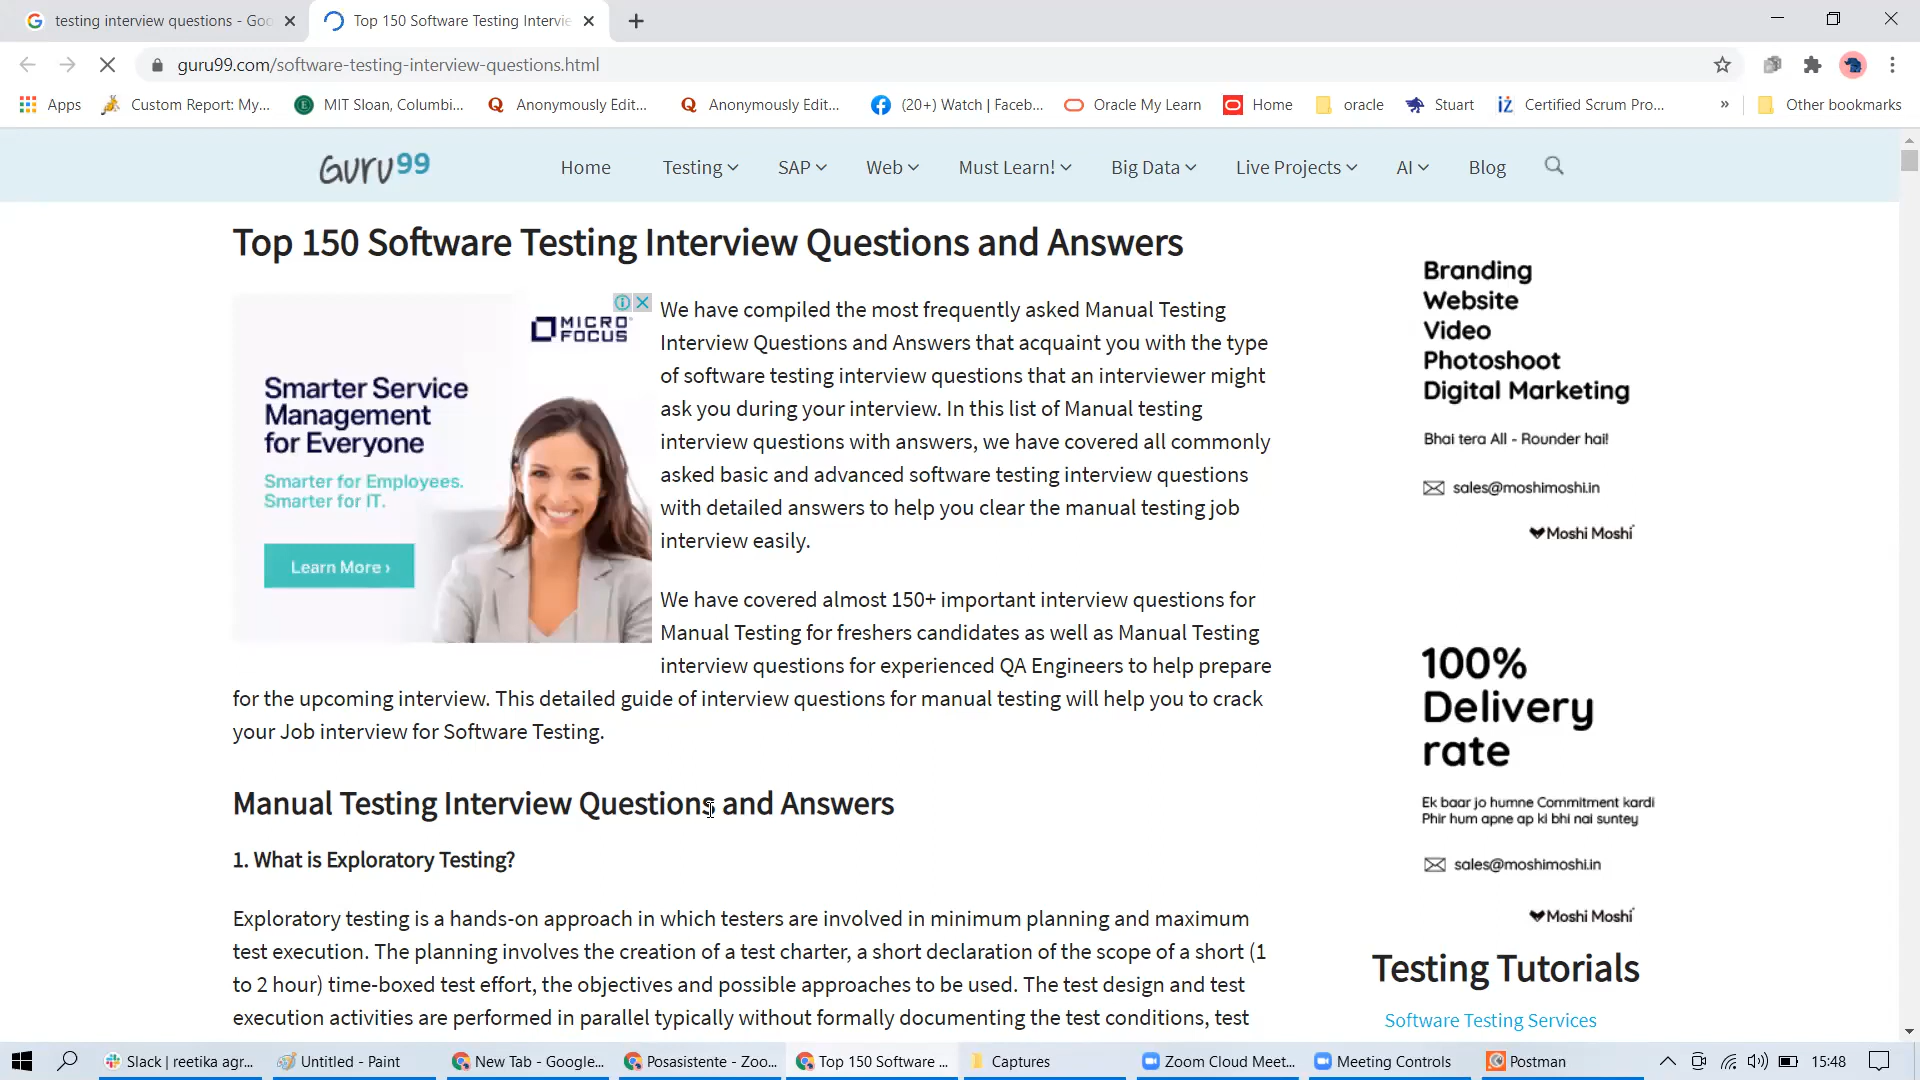 testing interview questions - Goo
Top 150 Software Testing Intervie
guru99.com/software-testing-interview-questions.html
Apps
Custom Report: My...
MIT Sloan, Columbi...
Anonymously Edit...
Anonymously Edit...
(20+) Watch | Faceb...
Oracle My Learn
Home
oracle
Stuart
Certified Scrum Pro...
»
Other bookmarks
GURU99
Home
Testing
SAP
Web
Must Learn!
Big Data
Live Projects
AI
Blog
Top 150 Software Testing Interview Questions and Answers
MICRO
FOCUS
Smarter Service
Management
for Everyone
Smarter for Employees.
Smarter for IT.
Learn More ›
We have compiled the most frequently asked Manual Testing
Interview Questions and Answers that acquaint you with the type
of software testing interview questions that an interviewer might
ask you during your interview. In this list of Manual testing
interview questions with answers, we have covered all commonly
asked basic and advanced software testing interview questions
with detailed answers to help you clear the manual testing job
interview easily.
We have covered almost 150+ important interview questions for
Manual Testing for freshers candidates as well as Manual Testing
interview questions for experienced QA Engineers to help prepare
for the upcoming interview. This detailed guide of interview questions for manual testing will help you to crack
your Job interview for Software Testing.
Manual Testing Interview Questions and Answers
1. What is Exploratory Testing?
Exploratory testing is a hands-on approach in which testers are involved in minimum planning and maximum
test execution. The planning involves the creation of a test charter, a short declaration of the scope of a short (1
to 2 hour) time-boxed test effort, the objectives and possible approaches to be used. The test design and test
execution activities are performed in parallel typically without formally documenting the test conditions, test
Branding
Website
Video
Photoshoot
Digital Marketing
Bhai tera All - Rounder hai!
sales@moshimoshi.in
Moshi Moshi
100%
Delivery
rate
Ek baar jo humne Commitment kardi
Phir hum apne ap ki bhi nai suntey
sales@moshimoshi.in
Moshi Moshi
Testing Tutorials
Software Testing Services
Slack | reetika agr...
Untitled - Paint
New Tab - Google...
Posasistente - Zoo...
Top 150 Software ...
Captures
Zoom Cloud Meet...
Meeting Controls
Postman
15:48